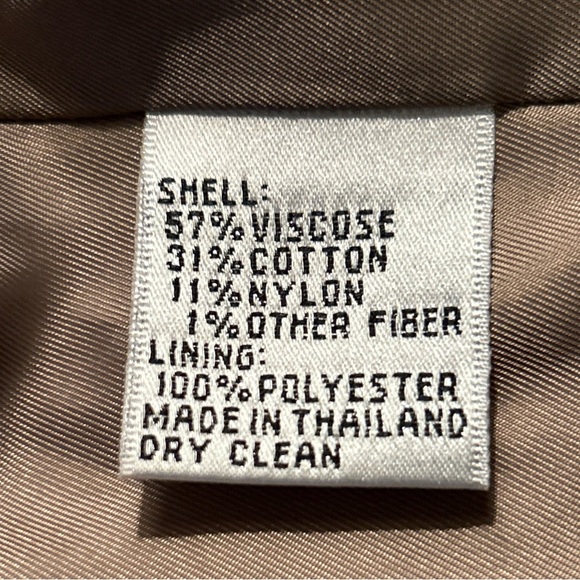 SHELL:
57% VISCOSE
31% COTTON
11% NYLON
1% OTHER FIBER
LINING:
100% POLYESTER
MADE IN THAILAND
DRY CLEAN